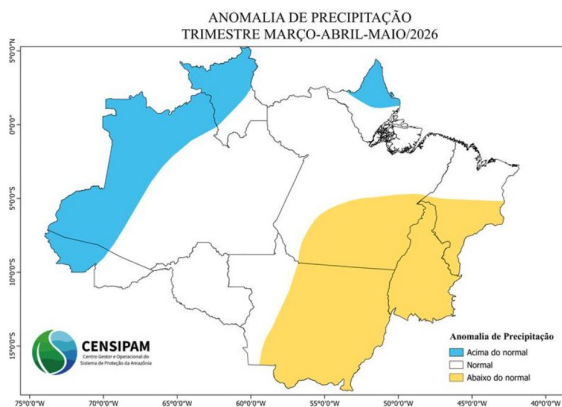 ANOMALIA DE PRECIPITAÇÃO
TRIMESTRE MARÇO-ABRIL-MAIO/2026
5°0'0"N
0°0'0"
5°0'0"S
10°0'0"S
15°0'0"S
CENSIPAM
Centro Gestor e Operacional do
Sistema de Proteção da Amazônia
Anomalia de Precipitação
Acima do normal
Normal
Abaixo do normal
75°0'0"W 70°0'0"W 65°0'0"W 60°0'0"W 55°0'0"W 50°0'0"W 45°0'0"W